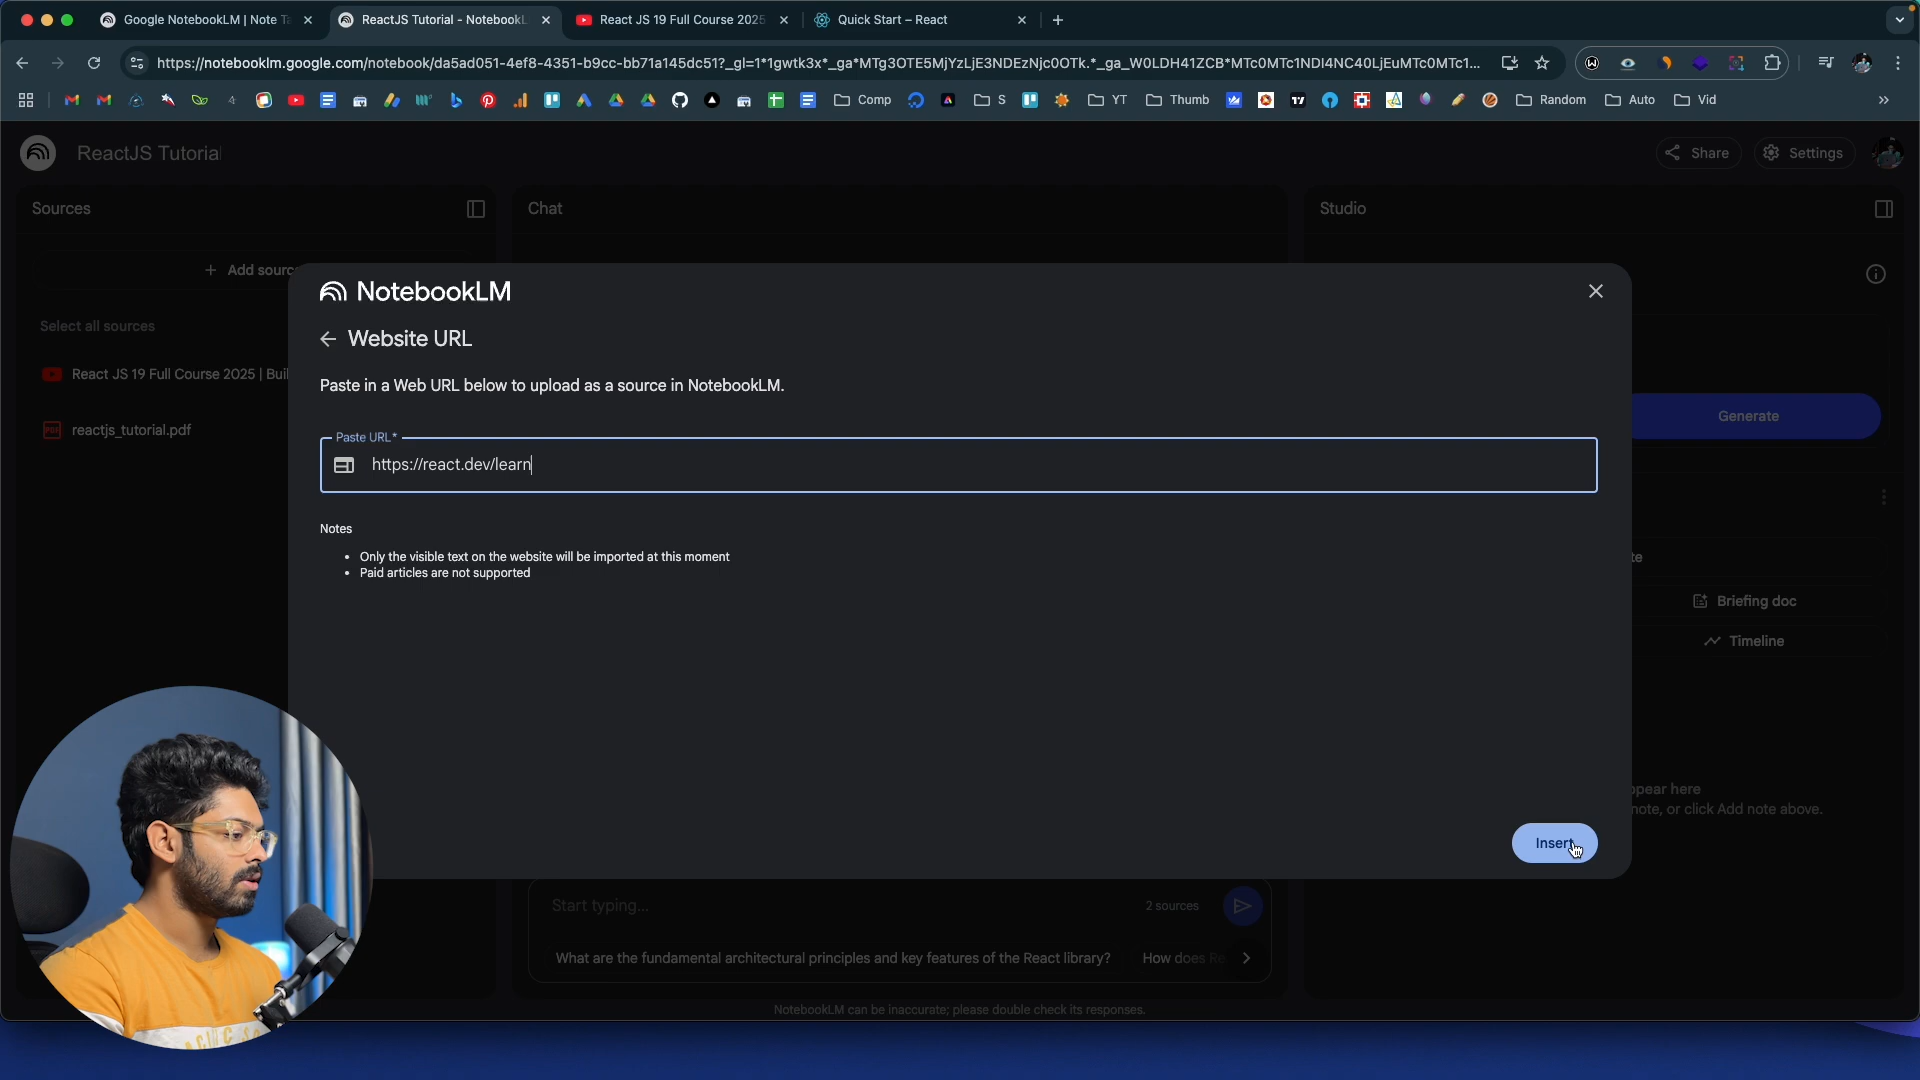 Google NotebookLM | Note Ta
ReactJS Tutorial - NotebookL
React JS 19 Full Course 2025
Quick Start – React
https://notebooklm.google.com/notebook/da5ad051-4ef8-4351-b9cc-bb71a145dc51?_gl=1*1gwtk3x*_ga*MTg3OTE5MjYzLjE3NDEzNjc0OTk.*_ga_W0LDH41ZCB*MTc0MTc1NDI4NC40LjEuMTc0MTc1...
Comp
S
YT
Thumb
Random
Auto
Vid
ReactJS Tutorial
Share
Settings
Sources
Chat
Studio
+ Add source
NotebookLM
Website URL
Select all sources
React JS 19 Full Course 2025 | Buil
reactjs_tutorial.pdf
PDF
Paste in a Web URL below to upload as a source in NotebookLM.
Paste URL*
https://react.dev/learn
Generate
Notes
• Only the visible text on the website will be imported at this moment
• Paid articles are not supported
te
Briefing doc
Timeline
ppear here
note, or click Add note above.
Insert
Start typing...
2 sources
What are the fundamental architectural principles and key features of the React library?
How does Re
NotebookLM can be inaccurate; please double check its responses.